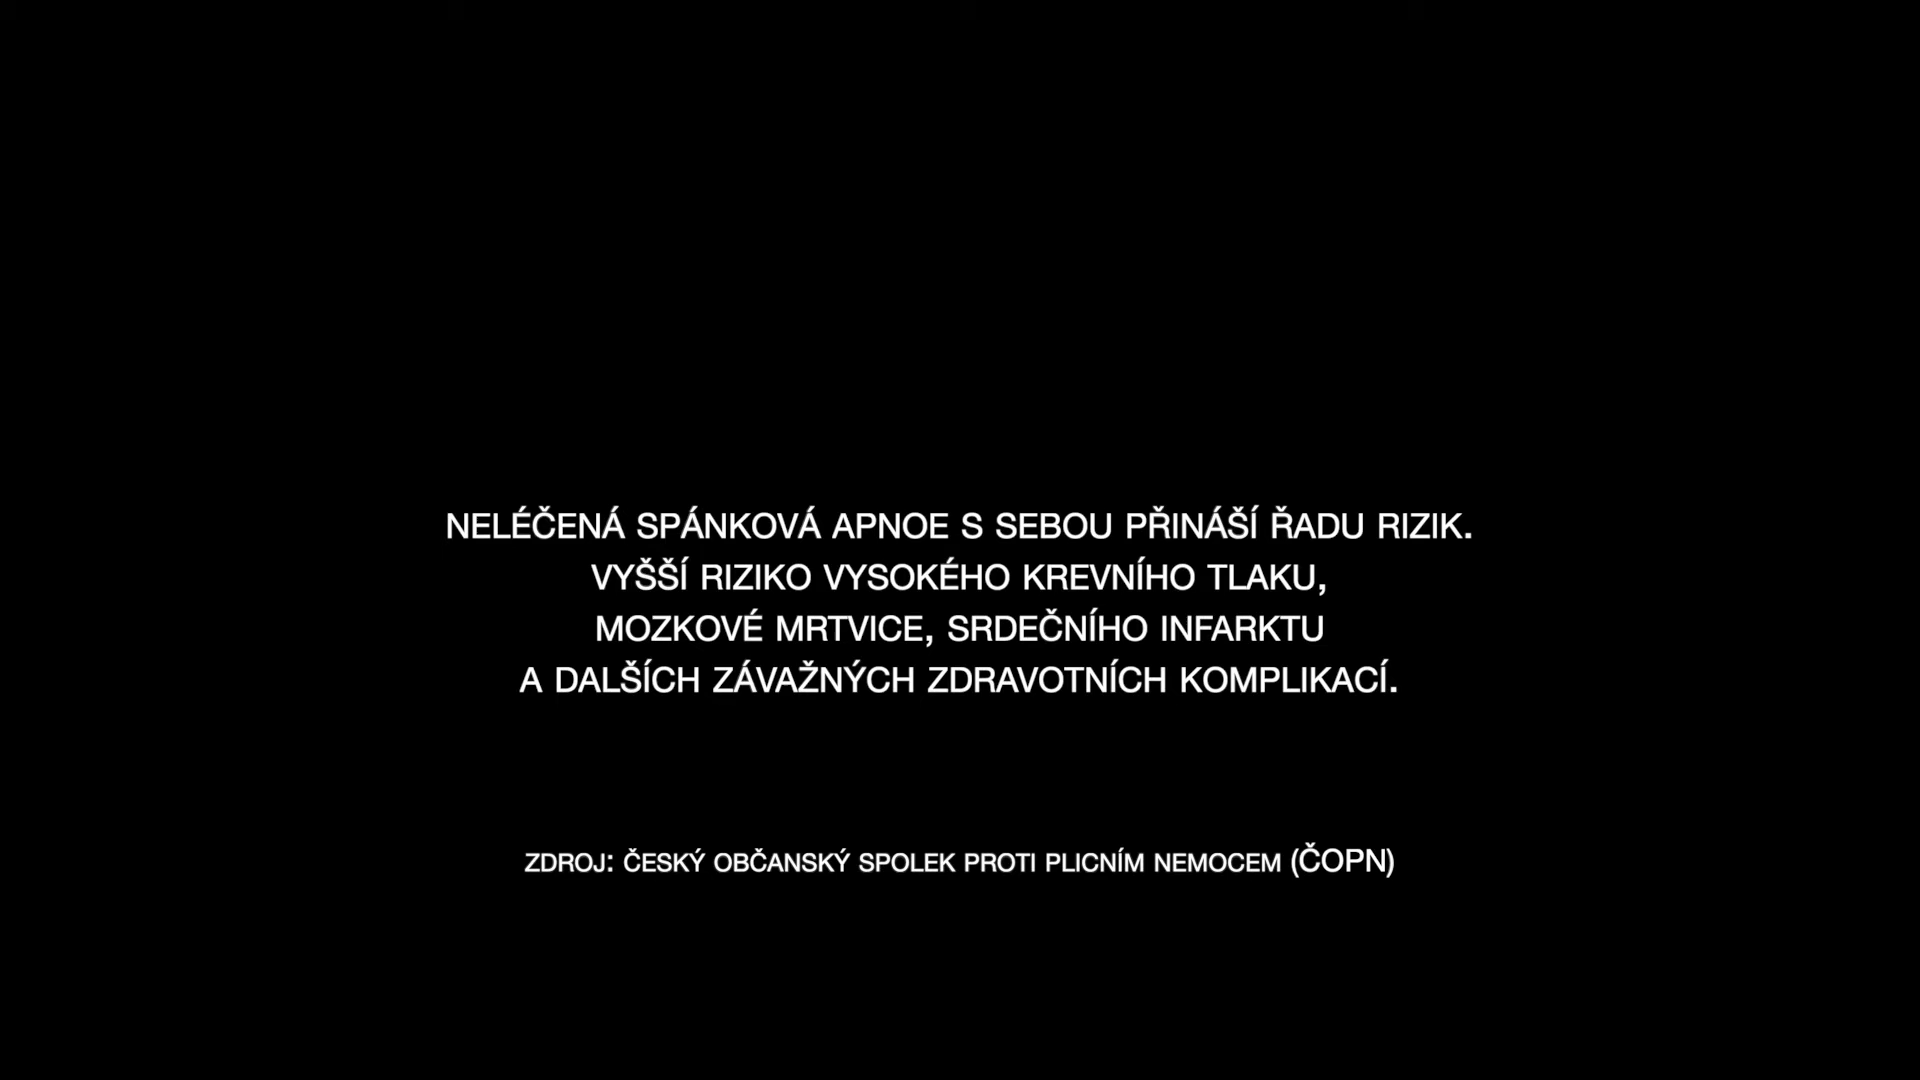 NELÉČENÁ SPÁNKOVÁ APNOE S SEBOU PŘINÁŠÍ ŘADU RIZIK.
VYŠŠÍ RIZIKO VYSOKÉHO KREVNÍHO TLAKU,
MOZKOVÉ MRTVICE, SRDEČNÍHO INFARKTU
A DALŠÍCH ZÁVAŽNÝCH ZDRAVOTNÍCH KOMPLIKACÍ.
ZDROJ: ČESKÝ OBČANSKÝ SPOLEK PROTI PLICNÍM NEMOCEM (ČOPN)